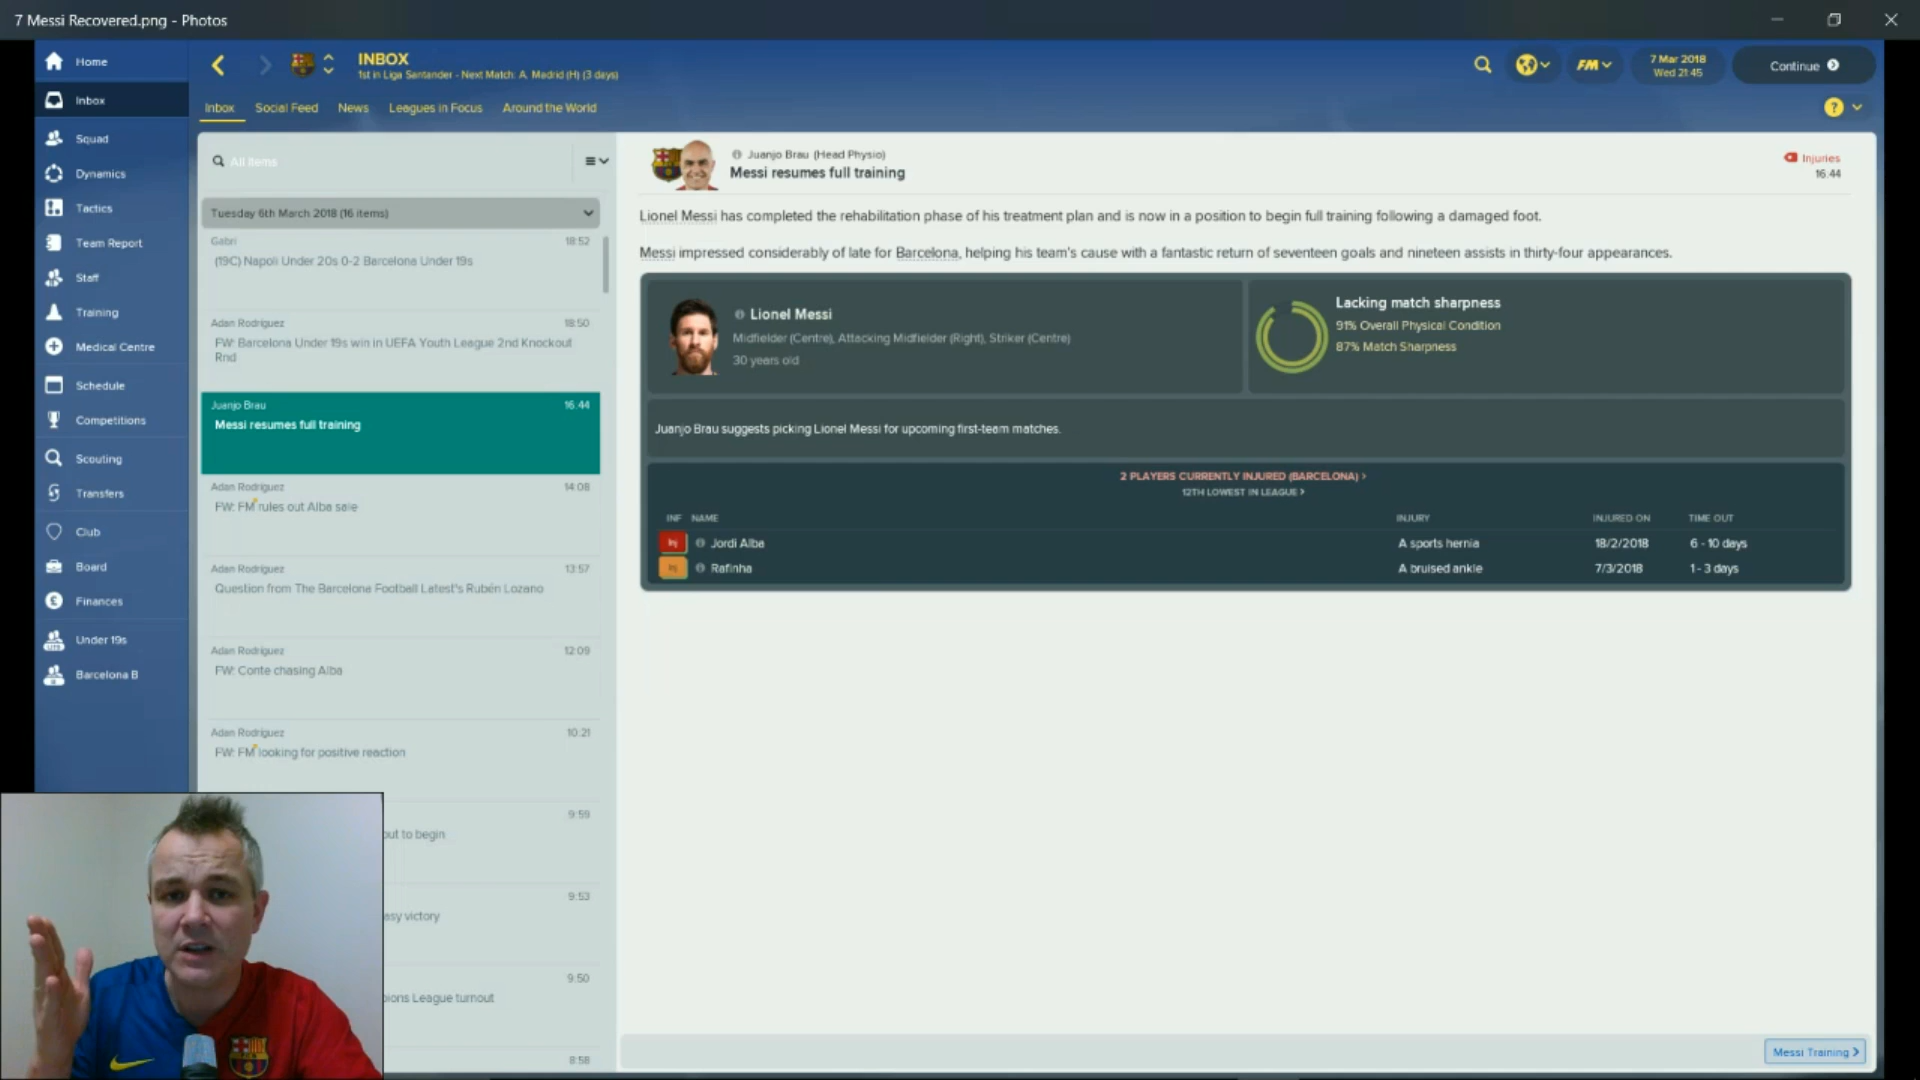 7 Messi Recovered.png - Photos
Home
Inbox
Squad
Dynamics
Tactics
Team Report
Staff
Training
Medical Centre
Schedule
Competitions
Scouting
Transfers
Club
Board
Finances
Under 19s
Barcelona B
INBOX
1st in Liga Santander - Next Match: A. Madrid (H) (3 days)
FM
7 Mar 2018
Wed 21:45
Continue
Inbox Social Feed News Leagues in Focus Around the World
?
All Items
Tuesday 6th March 2018 (16 items)
Gabri 18:52
(19C) Napoli Under 20s 0-2 Barcelona Under 19s
Adan Rodríguez 18:50
FW: Barcelona Under 19s win in UEFA Youth League 2nd Knockout
Rnd
Juanjo Brau 16:44
Messi resumes full training
Adan Rodríguez 14:08
FW: FM rules out Alba sale
Adan Rodríguez 13:57
Question from The Barcelona Football Latest's Rubén Lozano
Adan Rodríguez 12:09
FW: Conte chasing Alba
Adan Rodríguez 10:21
FW: FM looking for positive reaction
9:59
out to begin
9:53
asy victory
9:50
pions League turnout
8:58
Juanjo Brau (Head Physio)
Messi resumes full training
Injuries
16:44
Lionel Messi has completed the rehabilitation phase of his treatment plan and is now in a position to begin full training following a damaged foot.
Messi impressed considerably of late for Barcelona, helping his team's cause with a fantastic return of seventeen goals and nineteen assists in thirty-four appearances.
Lionel Messi
Midfielder (Centre), Attacking Midfielder (Right), Striker (Centre)
30 years old
Lacking match sharpness
91% Overall Physical Condition
87% Match Sharpness
Juanjo Brau suggests picking Lionel Messi for upcoming first-team matches.
2 PLAYERS CURRENTLY INJURED (BARCELONA) >
12TH LOWEST IN LEAGUE >
INF NAME INJURY INJURED ON TIME OUT
Inj Jordi Alba A sports hernia 18/2/2018 6 - 10 days
Inj Rafinha A bruised ankle 7/3/2018 1 - 3 days
Messi Training >